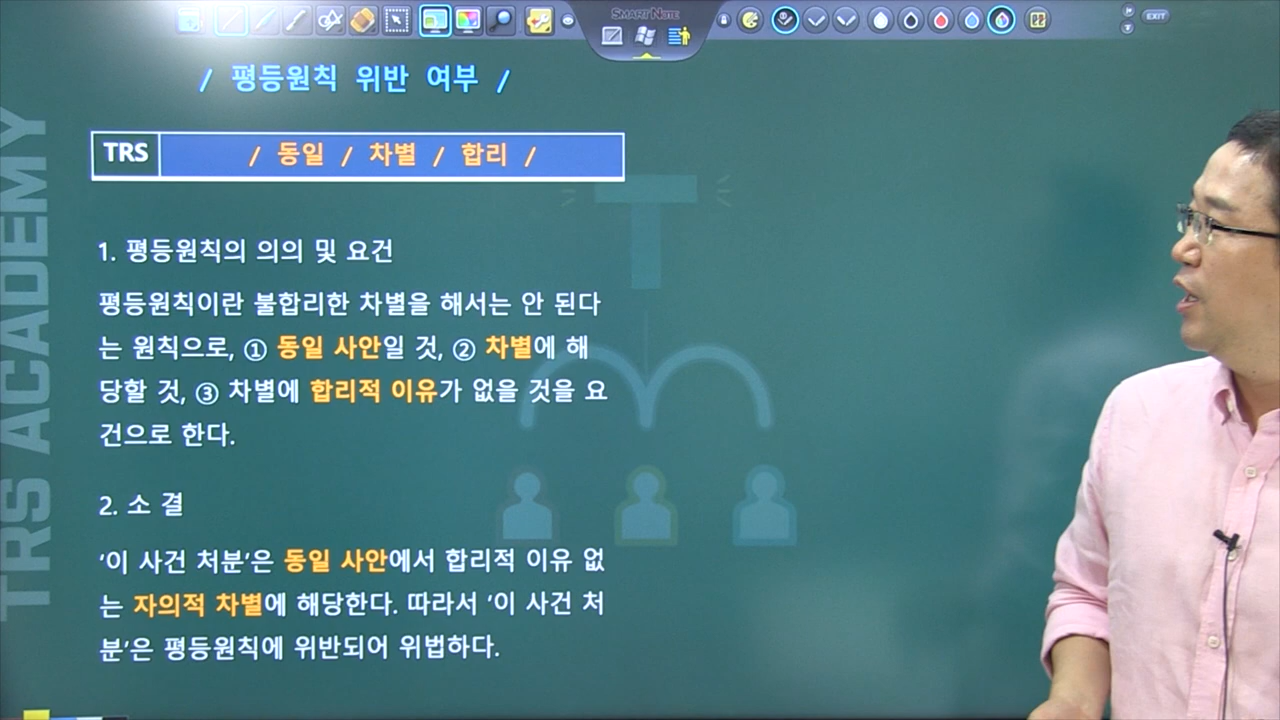 SMARTNOTE
EXIT
/ 평등원칙 위반 여부 /
TRS / 동일 / 차별 / 합리 /
TRS ACADEMY
1. 평등원칙의 의의 및 요건
평등원칙이란 불합리한 차별을 해서는 안 된다
는 원칙으로, ① 동일 사안일 것, ② 차별에 해
당할 것, ③ 차별에 합리적 이유가 없을 것을 요
건으로 한다.
2. 소 결
‘이 사건 처분’은 동일 사안에서 합리적 이유 없
는 자의적 차별에 해당한다. 따라서 ‘이 사건 처
분’은 평등원칙에 위반되어 위법하다.